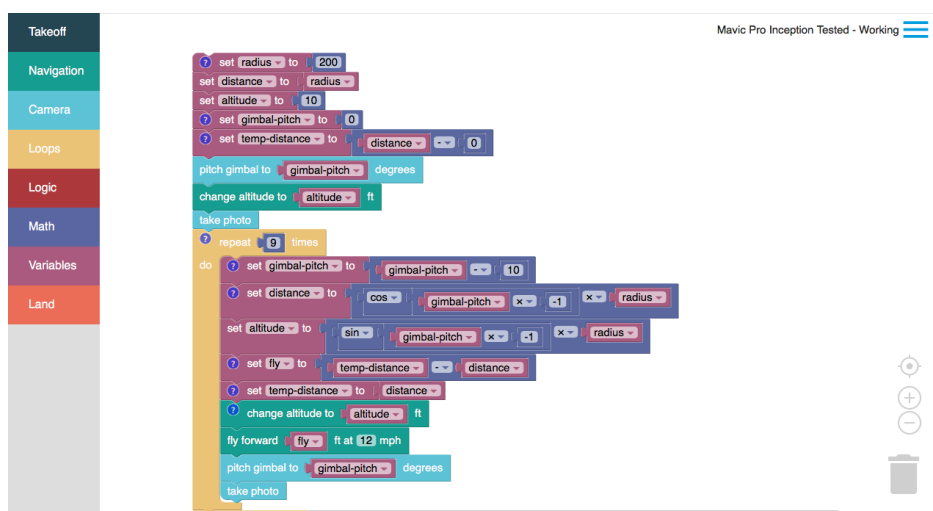 Takeoff
Mavic Pro Inception Tested - Working
Navigation
Camera
Loops
Logic
Math
Variables
Land
? set radius to 200
set distance to radius
set altitude to 10
? set gimbal-pitch to 0
? set temp-distance to distance - 0
pitch gimbal to gimbal-pitch degrees
change altitude to altitude ft
take photo
? repeat 9 times
do ? set gimbal-pitch to gimbal-pitch - 10
? set distance to cos gimbal-pitch × -1 × radius
set altitude to sin gimbal-pitch × -1 × radius
? set fly to temp-distance - distance
? set temp-distance to distance
? change altitude to altitude ft
fly forward fly ft at 12 mph
pitch gimbal to gimbal-pitch degrees
take photo